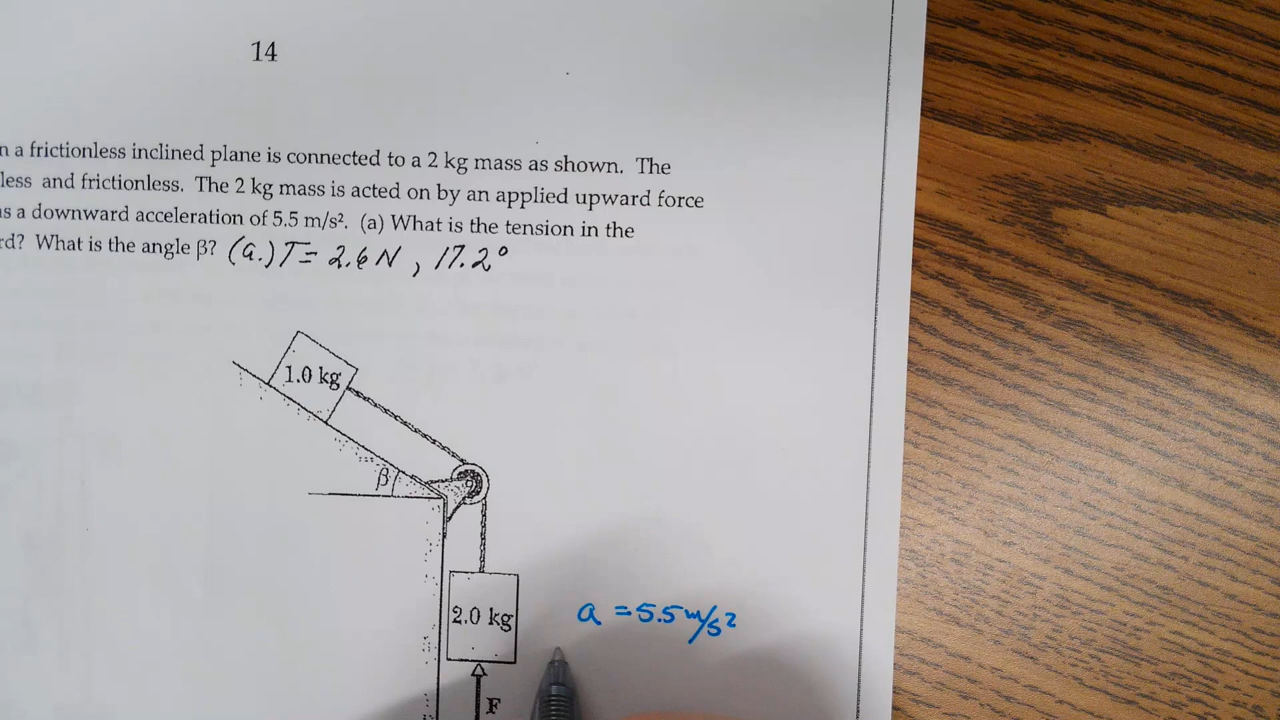 14
n a frictionless inclined plane is connected to a 2 kg mass as shown. The
less and frictionless. The 2 kg mass is acted on by an applied upward force
as a downward acceleration of 5.5 m/s². (a) What is the tension in the
rd? What is the angle β? (a.) T = 2.6 N , 17.2°
1.0 kg
β
2.0 kg
a = 5.5 m/s²
F